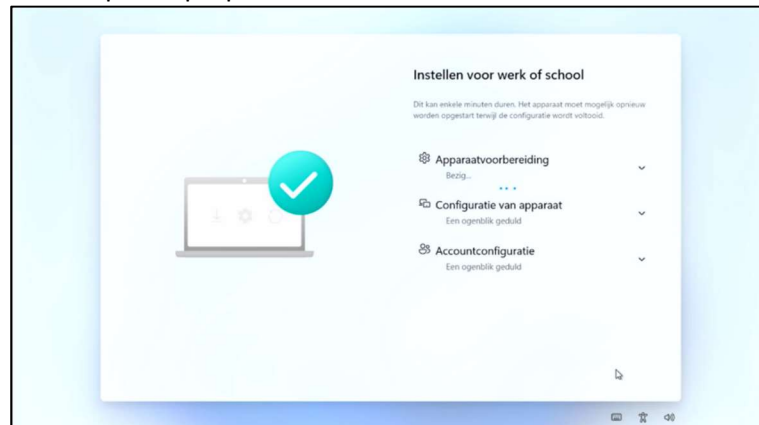 Instellen voor werk of school
Dit kan enkele minuten duren. Het apparaat moet mogelijk opnieuw
worden opgestart terwijl de configuratie wordt voltooid.
Apparaatvoorbereiding
Bezig...
Configuratie van apparaat
Een ogenblik geduld
Accountconfiguratie
Een ogenblik geduld